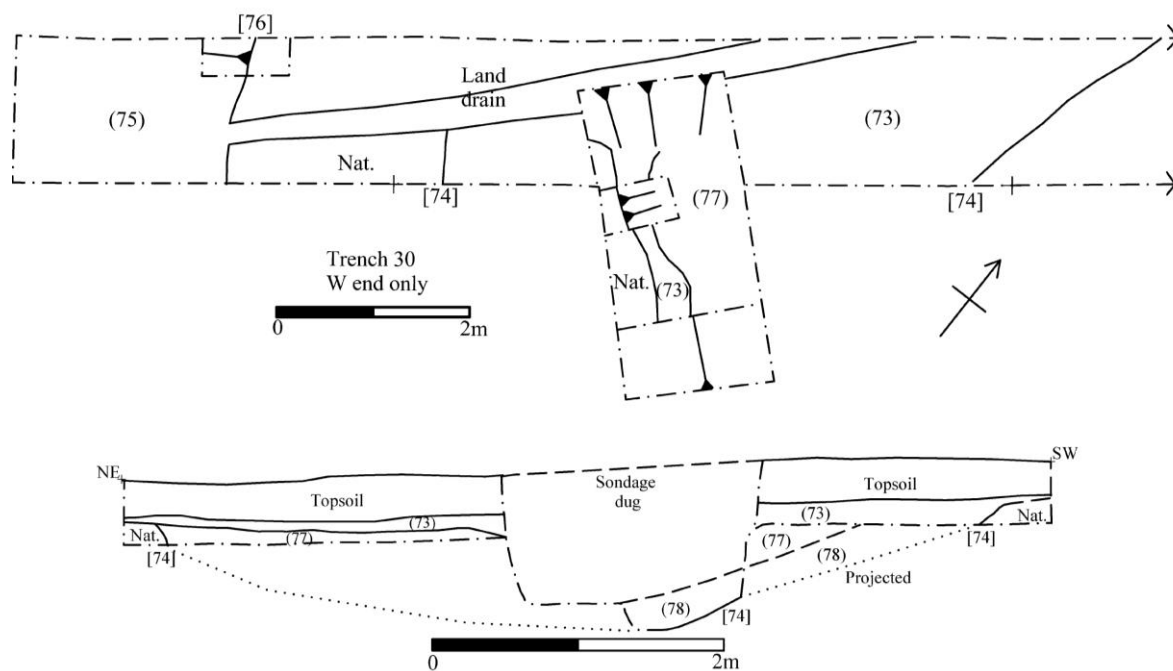 [76]
Land
drain
(75)
(73)
Nat.
[74]
(77)
[74]
Trench 30
W end only
Nat.
(73)
0
2m
NE
SW
Topsoil
Sondage
dug
Topsoil
(73)
(73)
Nat.
(77)
(77)
Nat.
[74]
(78)
[74]
Projected
(78)
[74]
0
2m